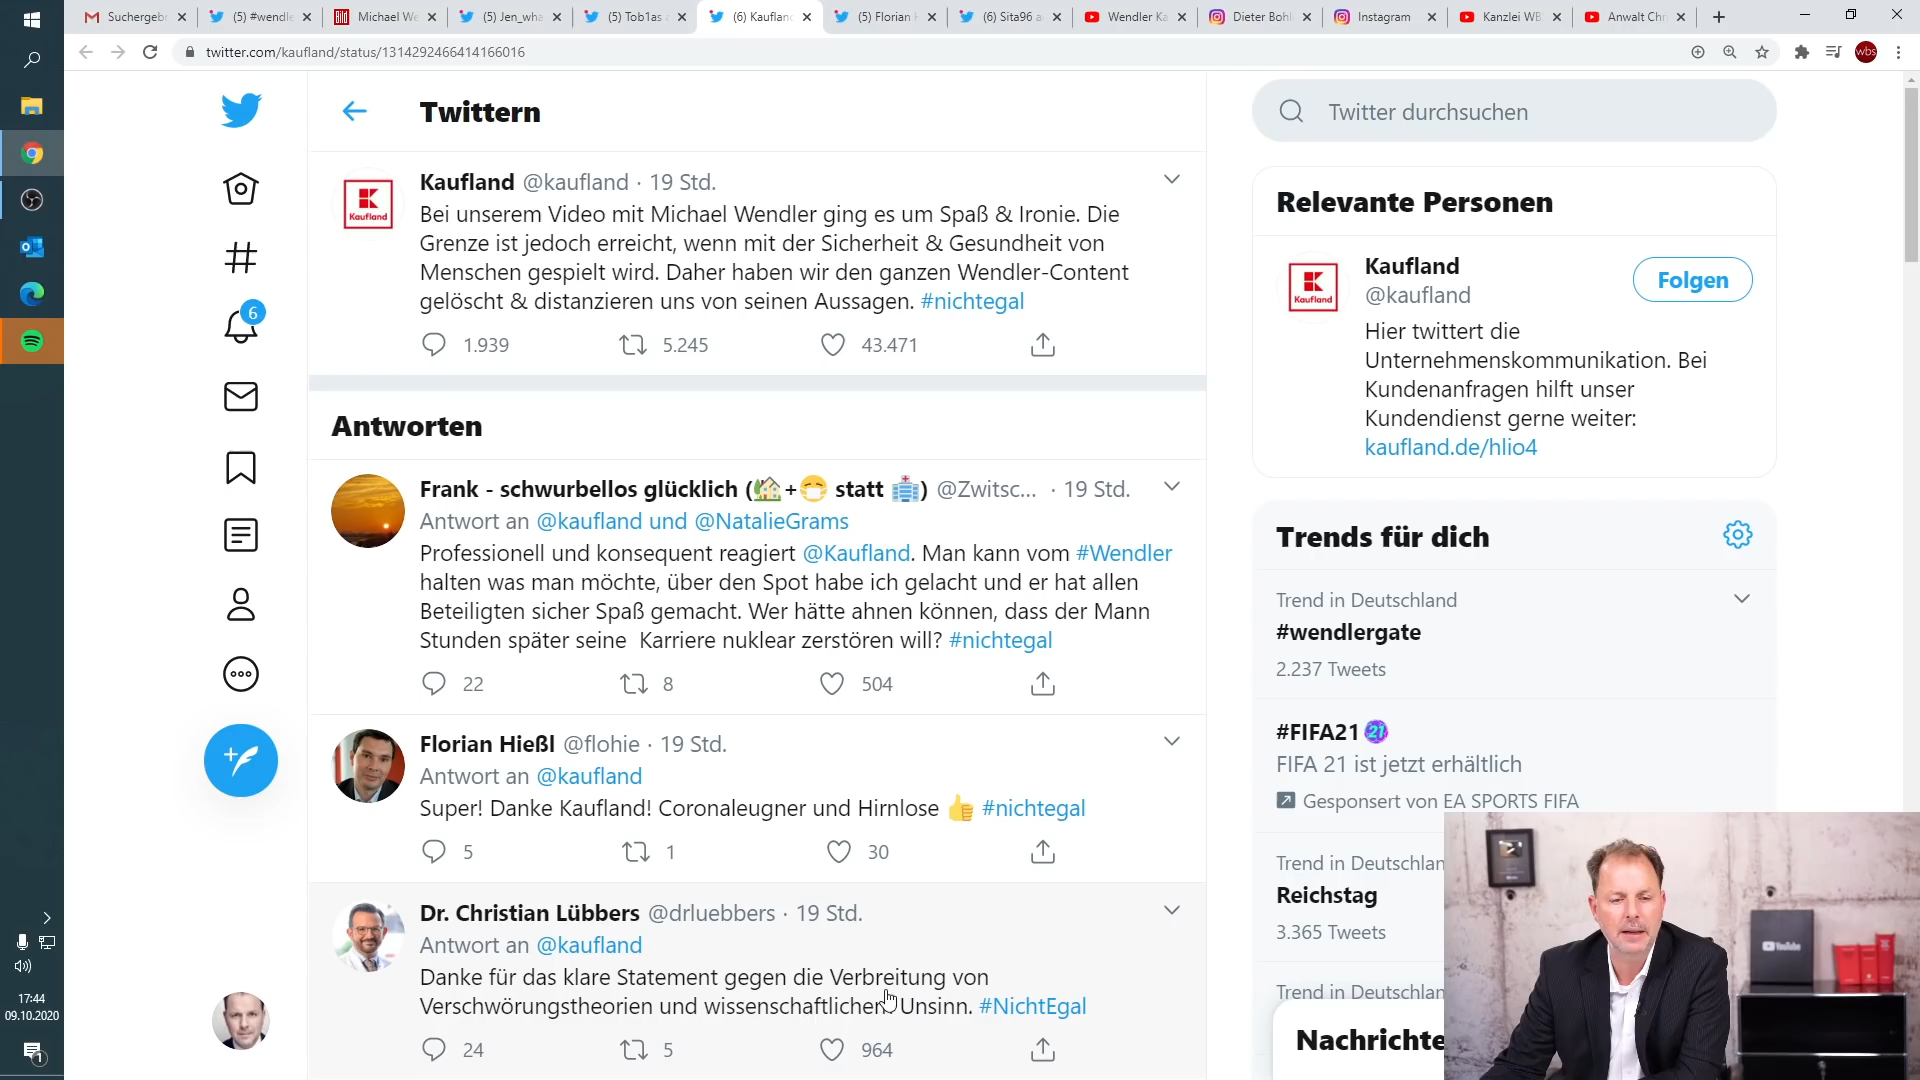 Suchergeb
(5) #wendle
BILD
Michael We
(5) Jen_wha
(5) Tob1as
(6) Kauflan
(5) Florian
(6) Sita96
Wendler Ka
Dieter Bohl
Instagram
Kanzlei WB
Anwalt Chr
twitter.com/kaufland/status/1314292466414166016
wbs
Twittern
Kaufland @kaufland · 19 Std.
Kaufland
Bei unserem Video mit Michael Wendler ging es um Spaß & Ironie. Die
Grenze ist jedoch erreicht, wenn mit der Sicherheit & Gesundheit von
Menschen gespielt wird. Daher haben wir den ganzen Wendler-Content
gelöscht & distanzieren uns von seinen Aussagen. #nichtegal
1.939 5.245 43.471
Antworten
Frank - schwurbellos glücklich (🏡+😷 statt 🏥) @Zwitsc... · 19 Std.
Antwort an @kaufland und @NatalieGrams
Professionell und konsequent reagiert @Kaufland. Man kann vom #Wendler
halten was man möchte, über den Spot habe ich gelacht und er hat allen
Beteiligten sicher Spaß gemacht. Wer hätte ahnen können, dass der Mann
Stunden später seine Karriere nuklear zerstören will? #nichtegal
22 8 504
Florian Hießl @flohie · 19 Std.
Antwort an @kaufland
Super! Danke Kaufland! Coronaleugner und Hirnlose 👍 #nichtegal
5 1 30
Dr. Christian Lübbers @drluebbers · 19 Std.
Antwort an @kaufland
Danke für das klare Statement gegen die Verbreitung von
Verschwörungstheorien und wissenschaftlichen Unsinn. #NichtEgal
24 5 964
Twitter durchsuchen
Relevante Personen
Kaufland
Kaufland
@kaufland
Folgen
Hier twittert die
Unternehmenskommunikation. Bei
Kundenanfragen hilft unser
Kundendienst gerne weiter:
kaufland.de/hlio4
Trends für dich
Trend in Deutschland
#wendlergate
2.237 Tweets
#FIFA21 21
FIFA 21 ist jetzt erhältlich
Gesponsert von EA SPORTS FIFA
Trend in Deutschlan
Reichstag
3.365 Tweets
Trend in Deutschlan
Nachrichte
YouTube
6
17:44
09.10.2020
1